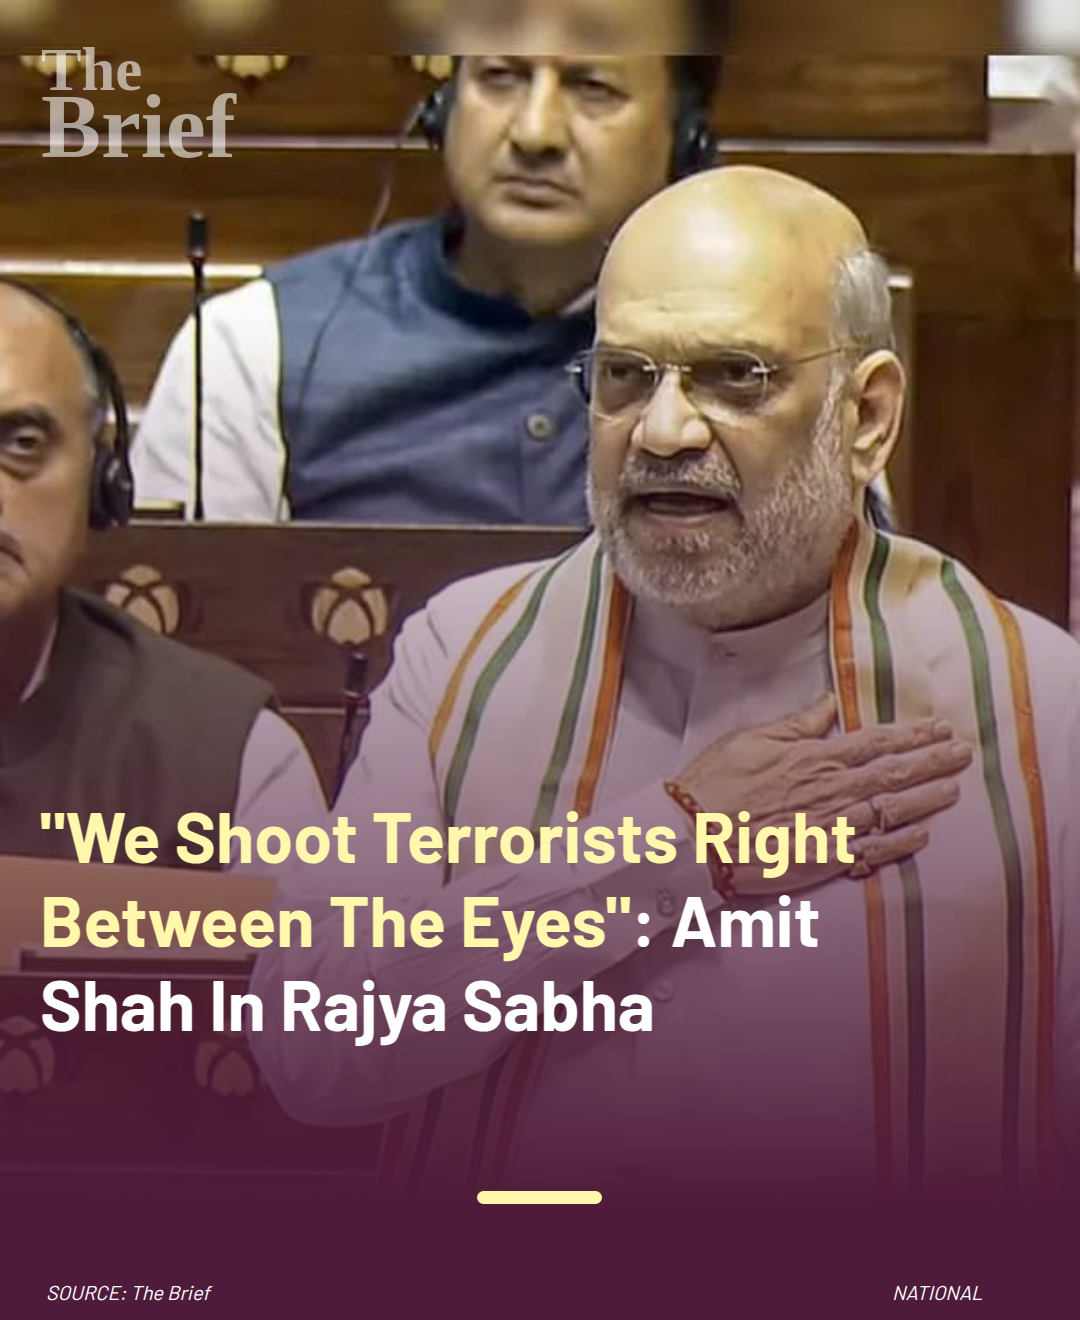 The
Brief
"We Shoot Terrorists Right
Between The Eyes": Amit
Shah In Rajya Sabha
SOURCE: The Brief
NATIONAL